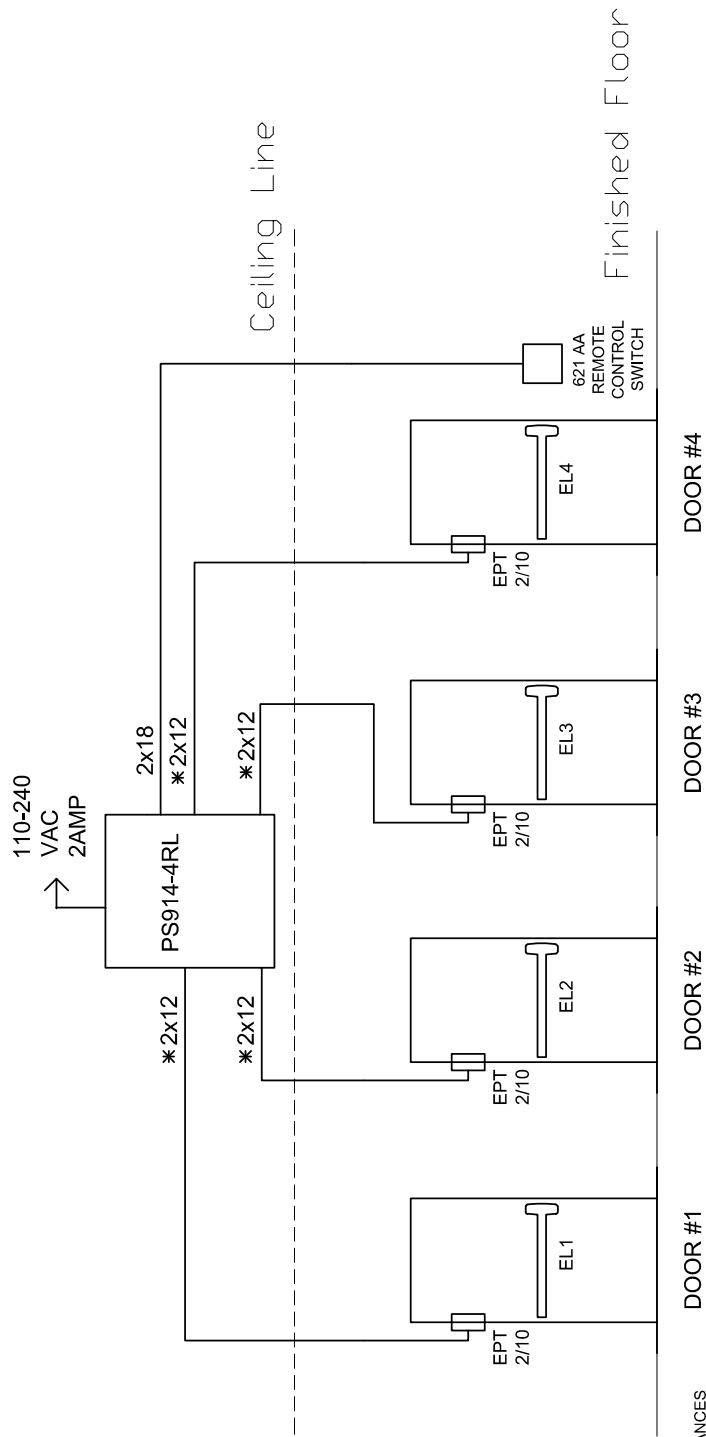 110-240
VAC
2AMP
PS914-4RL
2x18
*2x12
*2x12
*2x12
*2x12
Ceiling Line
621 AA
REMOTE
CONTROL
SWITCH
EPT
2/10
EL1
EPT
2/10
EL2
EPT
2/10
EL3
EPT
2/10
EL4
Finished Floor
DOOR #1
DOOR #2
DOOR #3
DOOR #4